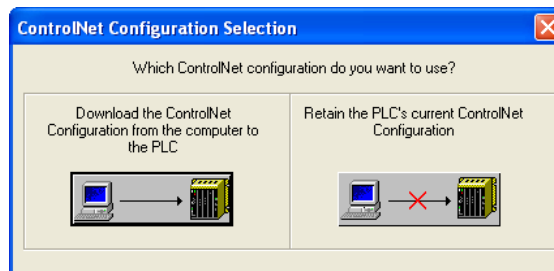 ControlNet Configuration Selection
Which ControlNet configuration do you want to use?
Download the ControlNet
Configuration from the computer to
the PLC
Retain the PLC's current ControlNet
Configuration